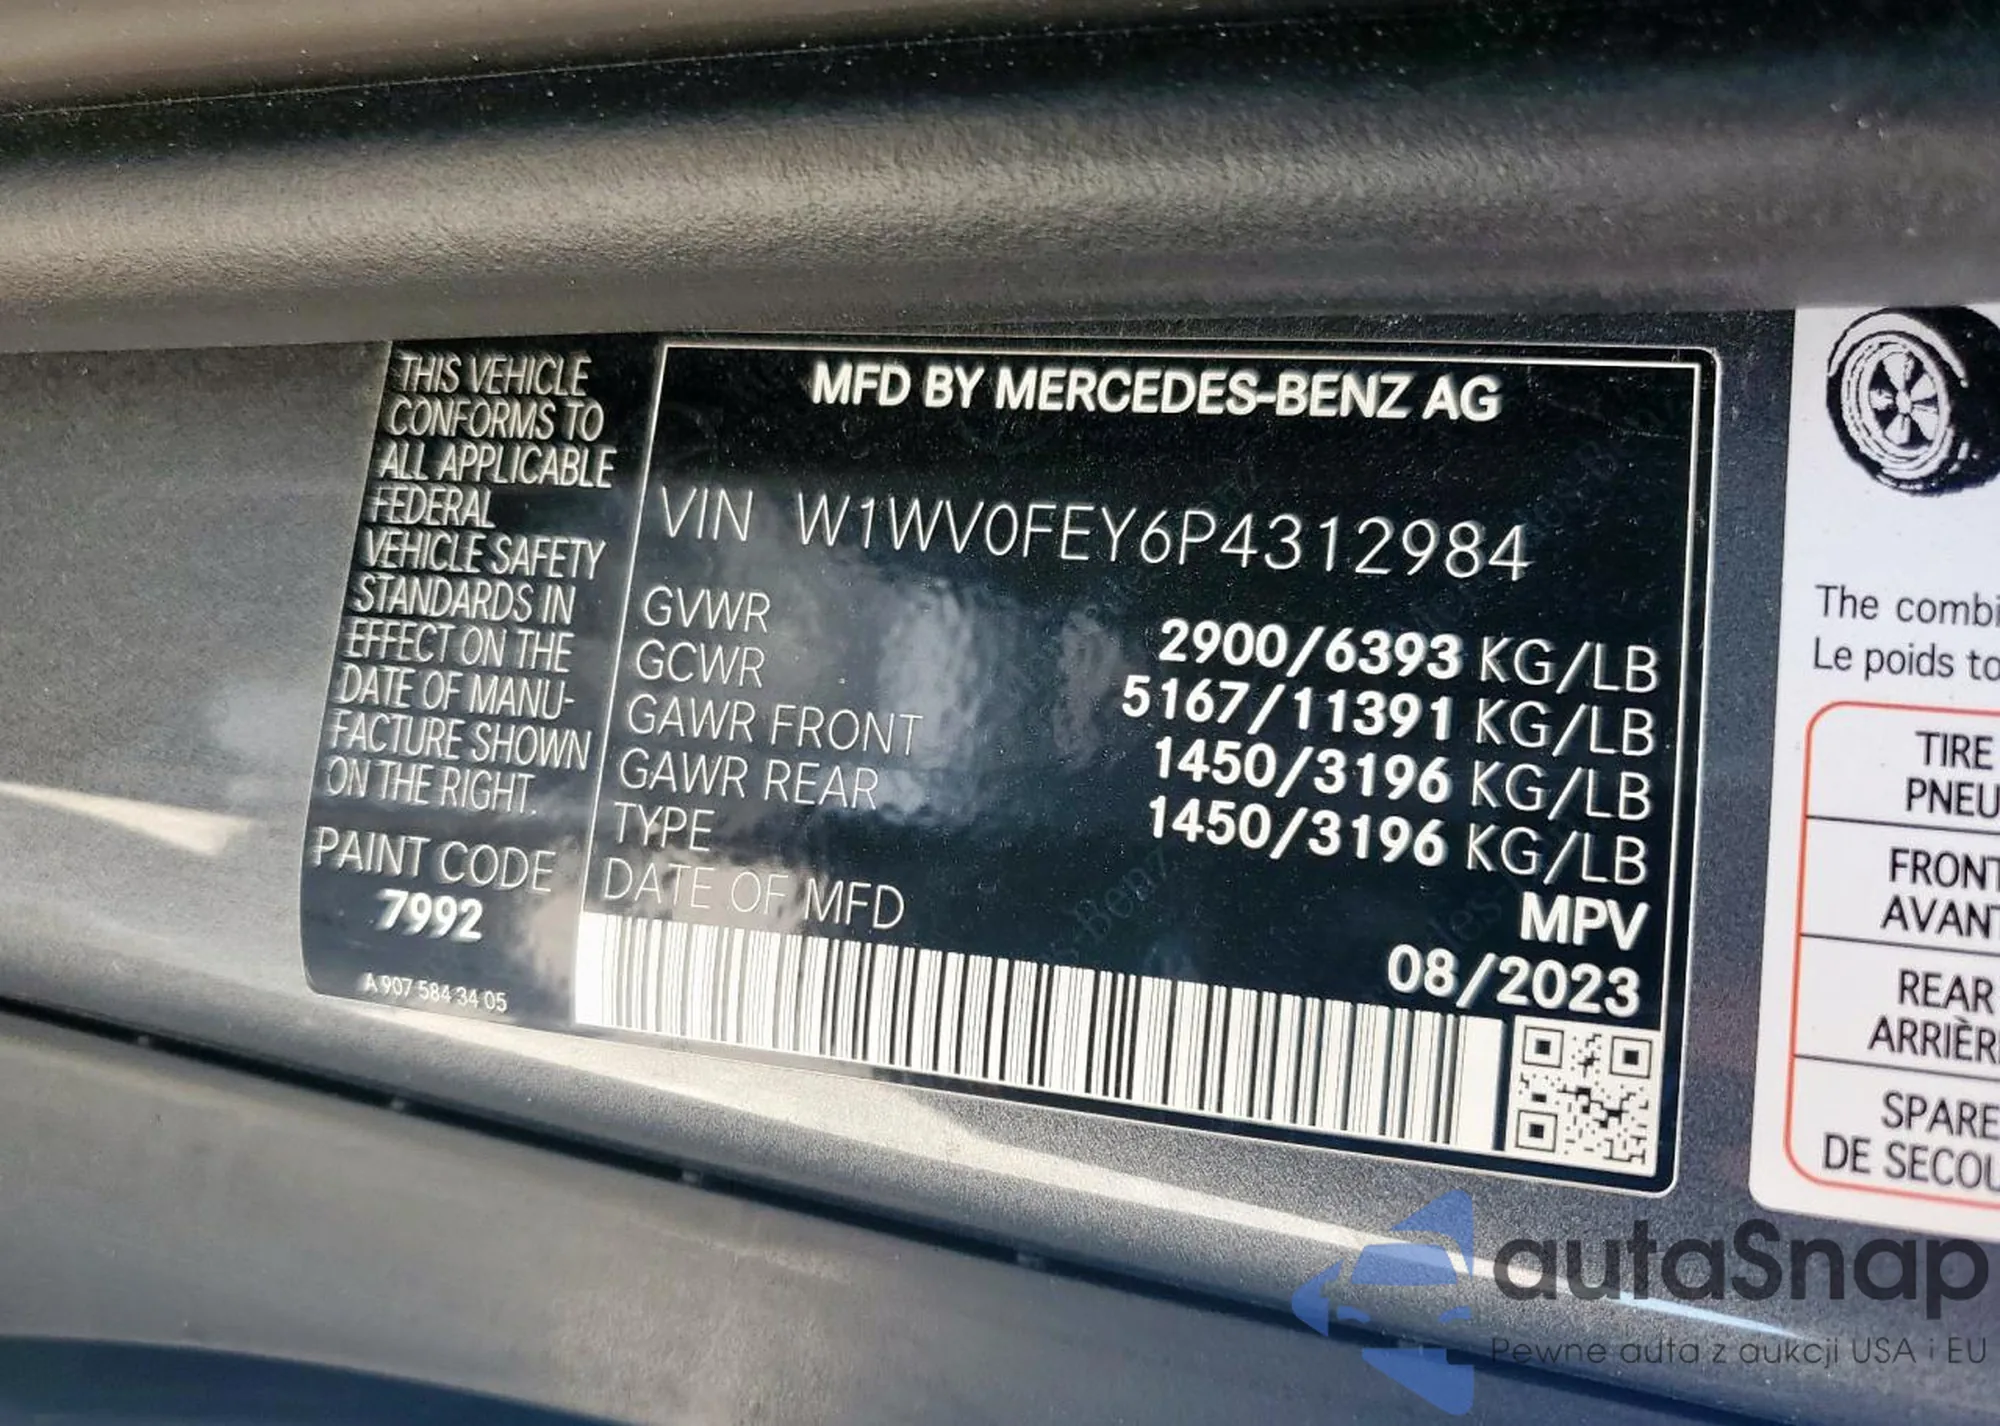 THIS VEHICLE
CONFORMS TO
ALL APPLICABLE
FEDERAL
VEHICLE SAFETY
STANDARDS IN
EFFECT ON THE
DATE OF MANU-
FACTURE SHOWN
ON THE RIGHT.
PAINT CODE
7992
A 907 584 34 05
MFD BY MERCEDES-BENZ AG
VIN W1WV0FEY6P4312984
GVWR 2900/6393 KG/LB
GCWR 5167/11391 KG/LB
GAWR FRONT 1450/3196 KG/LB
GAWR REAR 1450/3196 KG/LB
TYPE MPV
DATE OF MFD 08/2023
The combi
Le poids to
TIRE
PNEU
FRONT
AVANT
REAR
ARRIÈR
SPARE
DE SECOU
autaSnap
Pewne auta z aukcji USA i EU